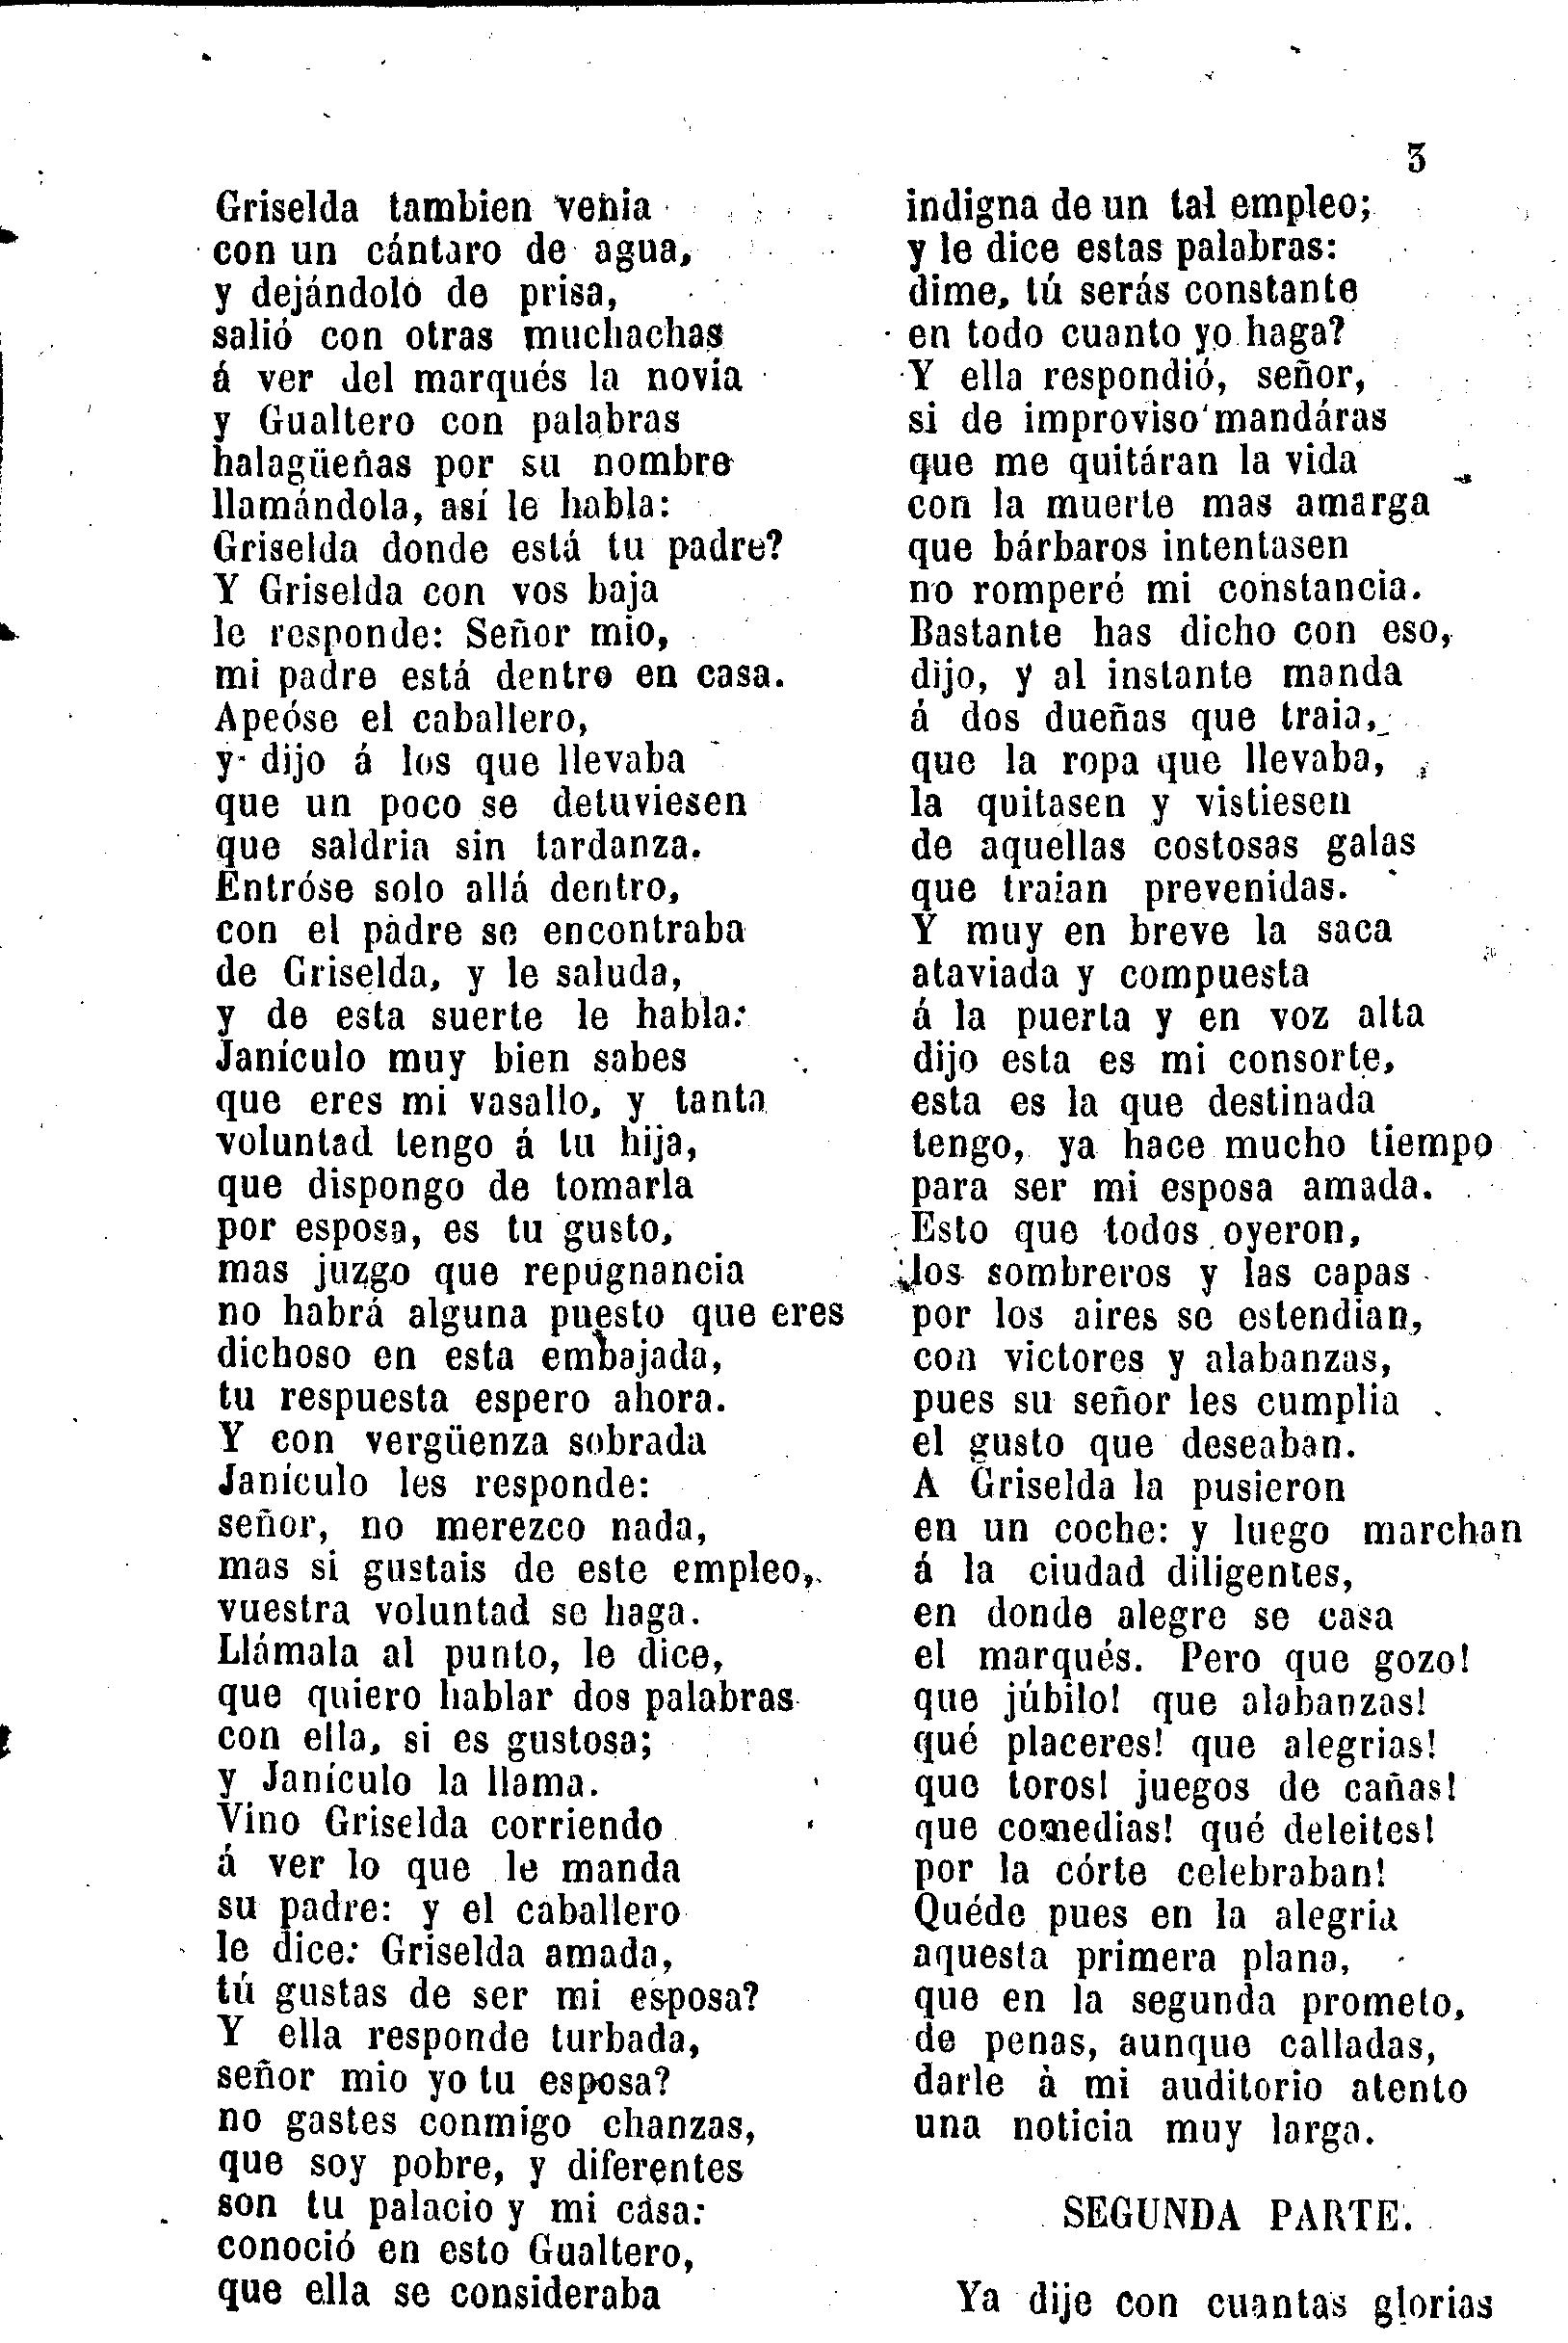 3
Griselda tambien venia
con un cántaro de agua,
y dejándolo de prisa,
salió con otras muchachas
á ver del marqués la novia
y Gualtero con palabras
halagüeñas por su nombre
llamándola, así le habla:
Griselda donde está tu padre?
Y Griselda con vos baja
le responde: Señor mio,
mi padre está dentro en casa.
Apeóse el caballero,
y dijo á los que llevaba
que un poco se detuviesen
que saldria sin tardanza.
Entróse solo allá dentro,
con el padre se encontraba
de Griselda, y le saluda,
y de esta suerte le habla:
Janículo muy bien sabes
que eres mi vasallo, y tanta
voluntad tengo á tu hija,
que dispongo de tomarla
por esposa, es tu gusto,
mas juzgo que repugnancia
no habrá alguna puesto que eres
dichoso en esta embajada,
tu respuesta espero ahora.
Y con vergüenza sobrada
Janículo les responde:
señor, no merezco nada,
mas si gustais de este empleo,
vuestra voluntad se haga.
Llámala al punto, le dice,
que quiero hablar dos palabras
con ella, si es gustosa;
y Janículo la llama.
Vino Griselda corriendo
á ver lo que le manda
su padre: y el caballero
le dice: Griselda amada,
tú gustas de ser mi esposa?
Y ella responde turbada,
señor mio yo tu esposa?
no gastes conmigo chanzas,
que soy pobre, y diferentes
son tu palacio y mi casa:
conoció en esto Gualtero,
que ella se consideraba
indigna de un tal empleo;
y le dice estas palabras:
dime, tú serás constante
en todo cuanto yo haga?
Y ella respondió, señor,
si de improviso mandáras
que me quitáran la vida
con la muerte mas amarga
que bárbaros intentasen
no romperé mi constancia.
Bastante has dicho con eso,
dijo, y al instante manda
á dos dueñas que traia,
que la ropa que llevaba,
la quitasen y vistiesen
de aquellas costosas galas
que traian prevenidas.
Y muy en breve la saca
ataviada y compuesta
á la puerta y en voz alta
dijo esta es mi consorte,
esta es la que destinada
tengo, ya hace mucho tiempo
para ser mi esposa amada.
Esto que todos oyeron,
los sombreros y las capas
por los aires se estendian,
con victores y alabanzas,
pues su señor les cumplia
el gusto que deseaban.
A Griselda la pusieron
en un coche: y luego marchan
á la ciudad diligentes,
en donde alegre se casa
el marqués. Pero que gozo!
que júbilo! que alabanzas!
qué placeres! que alegrias!
que toros! juegos de cañas!
que comedias! qué deleites!
por la córte celebraban!
Quéde pues en la alegria
aquesta primera plana,
que en la segunda prometo,
de penas, aunque calladas,
darle à mi auditorio atento
una noticia muy larga.
SEGUNDA PARTE.
Ya dije con cuantas glorias